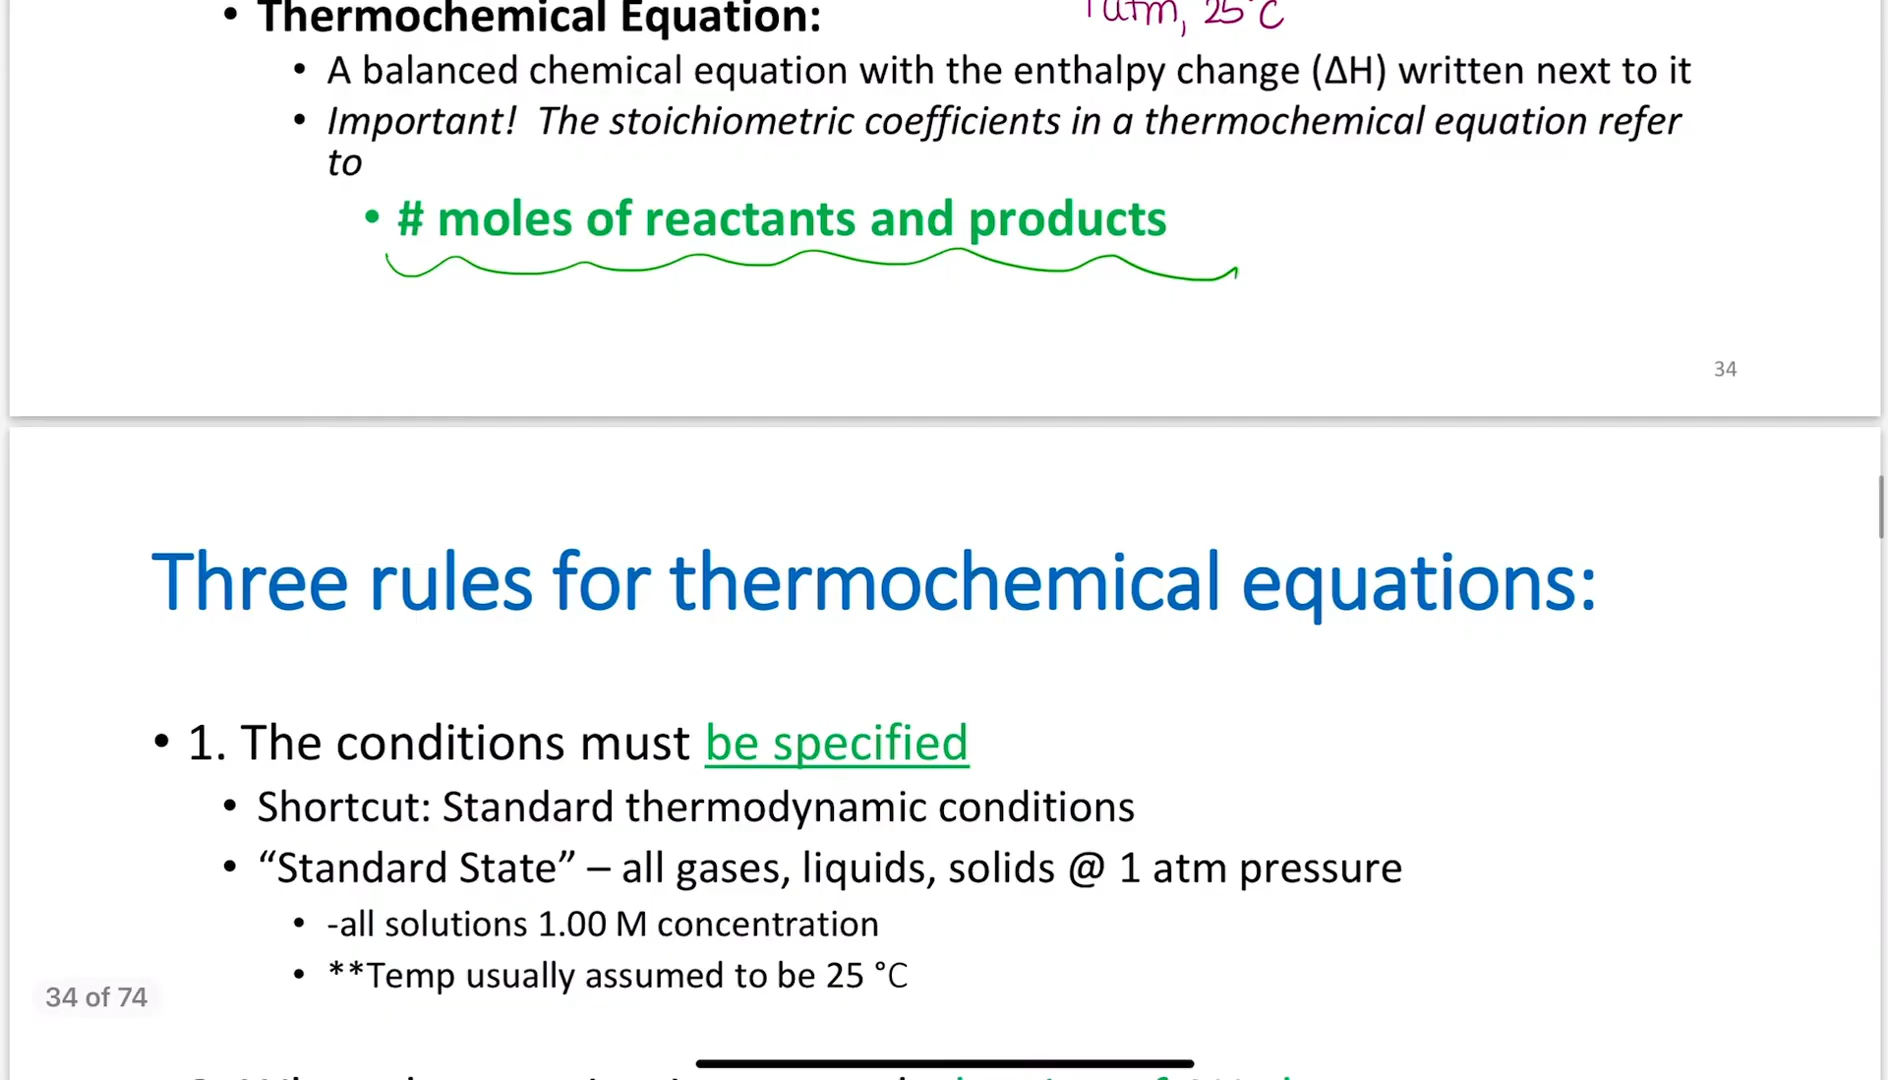 • Thermochemical Equation:
1 atm, 25°C
• A balanced chemical equation with the enthalpy change (ΔH) written next to it
• Important!  The stoichiometric coefficients in a thermochemical equation refer
to
• # moles of reactants and products
34
Three rules for thermochemical equations:
• 1. The conditions must be specified
• Shortcut: Standard thermodynamic conditions
• “Standard State” – all gases, liquids, solids @ 1 atm pressure
• -all solutions 1.00 M concentration
• **Temp usually assumed to be 25 °C
34 of 74